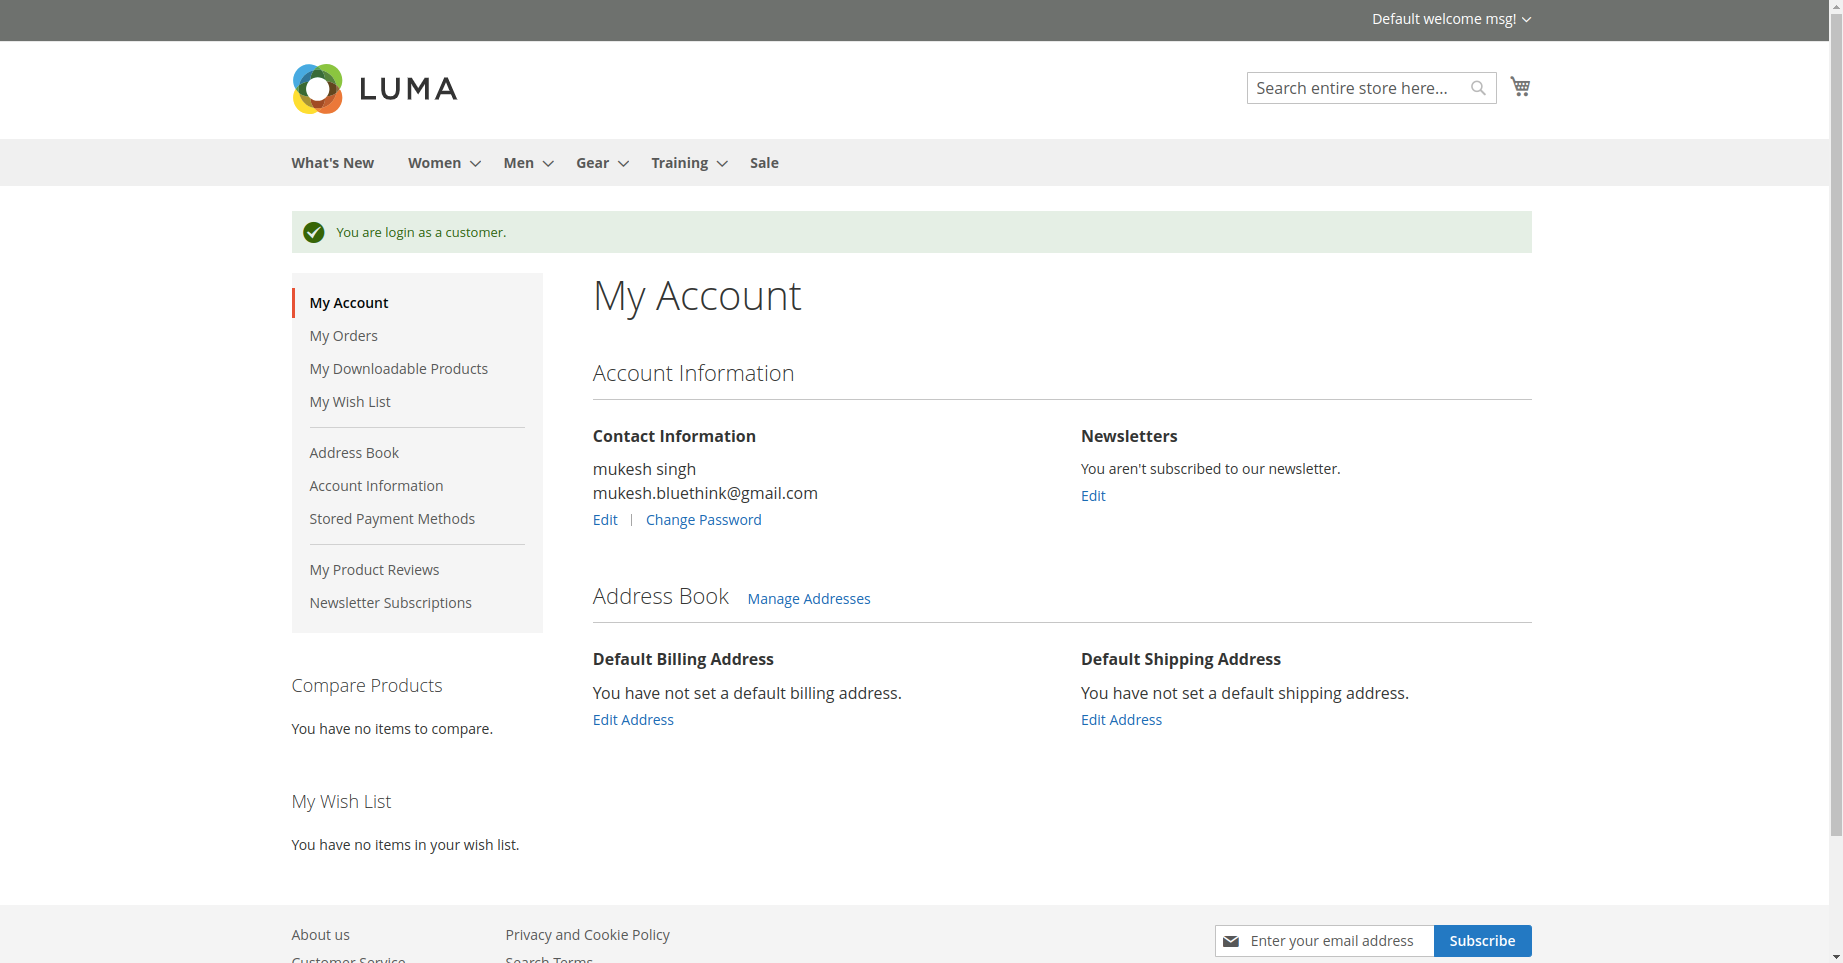 Default welcome msg!
LUMA
Search entire store here...
What's New Women Men Gear Training Sale
You are login as a customer.
My Account
My Orders
My Downloadable Products
My Wish List
Address Book
Account Information
Stored Payment Methods
My Product Reviews
Newsletter Subscriptions
Compare Products
You have no items to compare.
My Wish List
You have no items in your wish list.
My Account
Account Information
Contact Information
mukesh singh
mukesh.bluethink@gmail.com
Edit | Change Password
Newsletters
You aren't subscribed to our newsletter.
Edit
Address Book Manage Addresses
Default Billing Address
You have not set a default billing address.
Edit Address
Default Shipping Address
You have not set a default shipping address.
Edit Address
About us
Customer Service
Privacy and Cookie Policy
Search Terms
Enter your email address
Subscribe